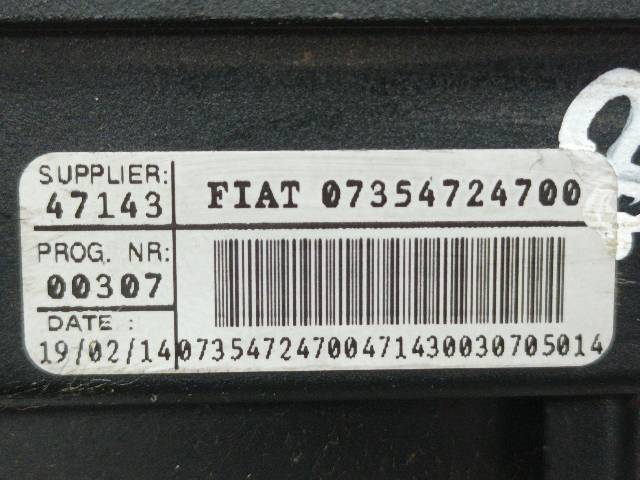 SUPPLIER:
47143
FIAT 07354724700
PROG. NR:
00307
DATE :
19/02/14
07354724700471430030705014